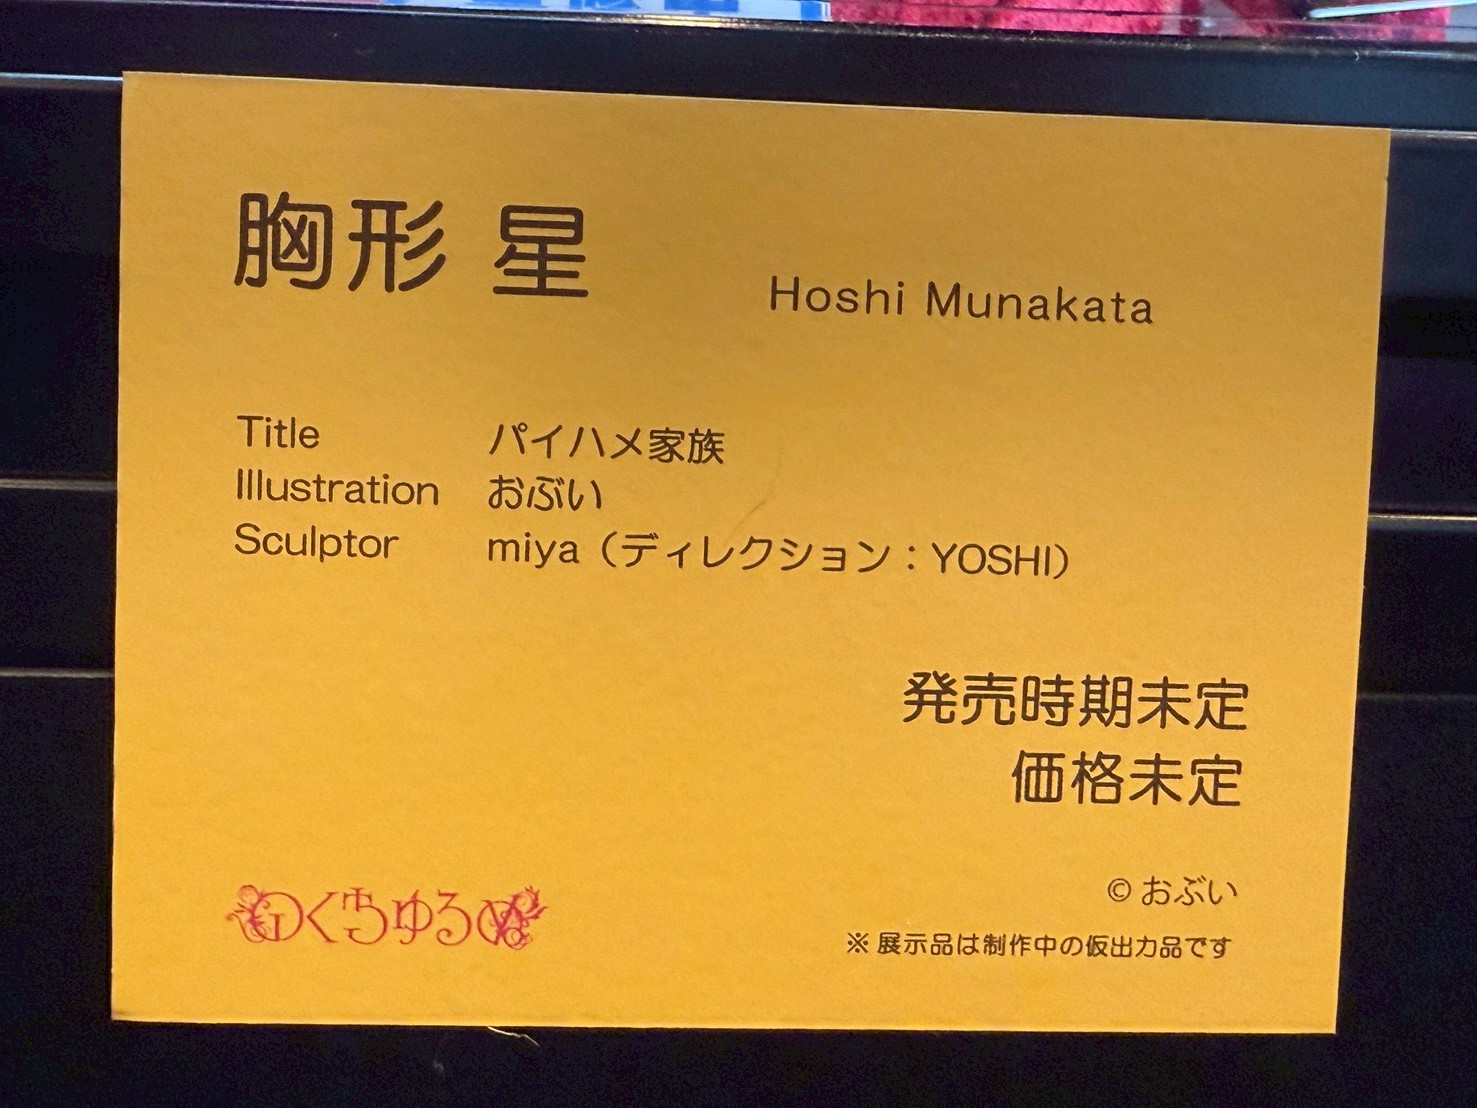 胸形 星
Hoshi Munakata
Title パイハメ家族
Illustration おぶい
Sculptor miya（ディレクション：YOSHI）
発売時期未定
価格未定
© おぶい
※ 展示品は制作中の仮出力品です